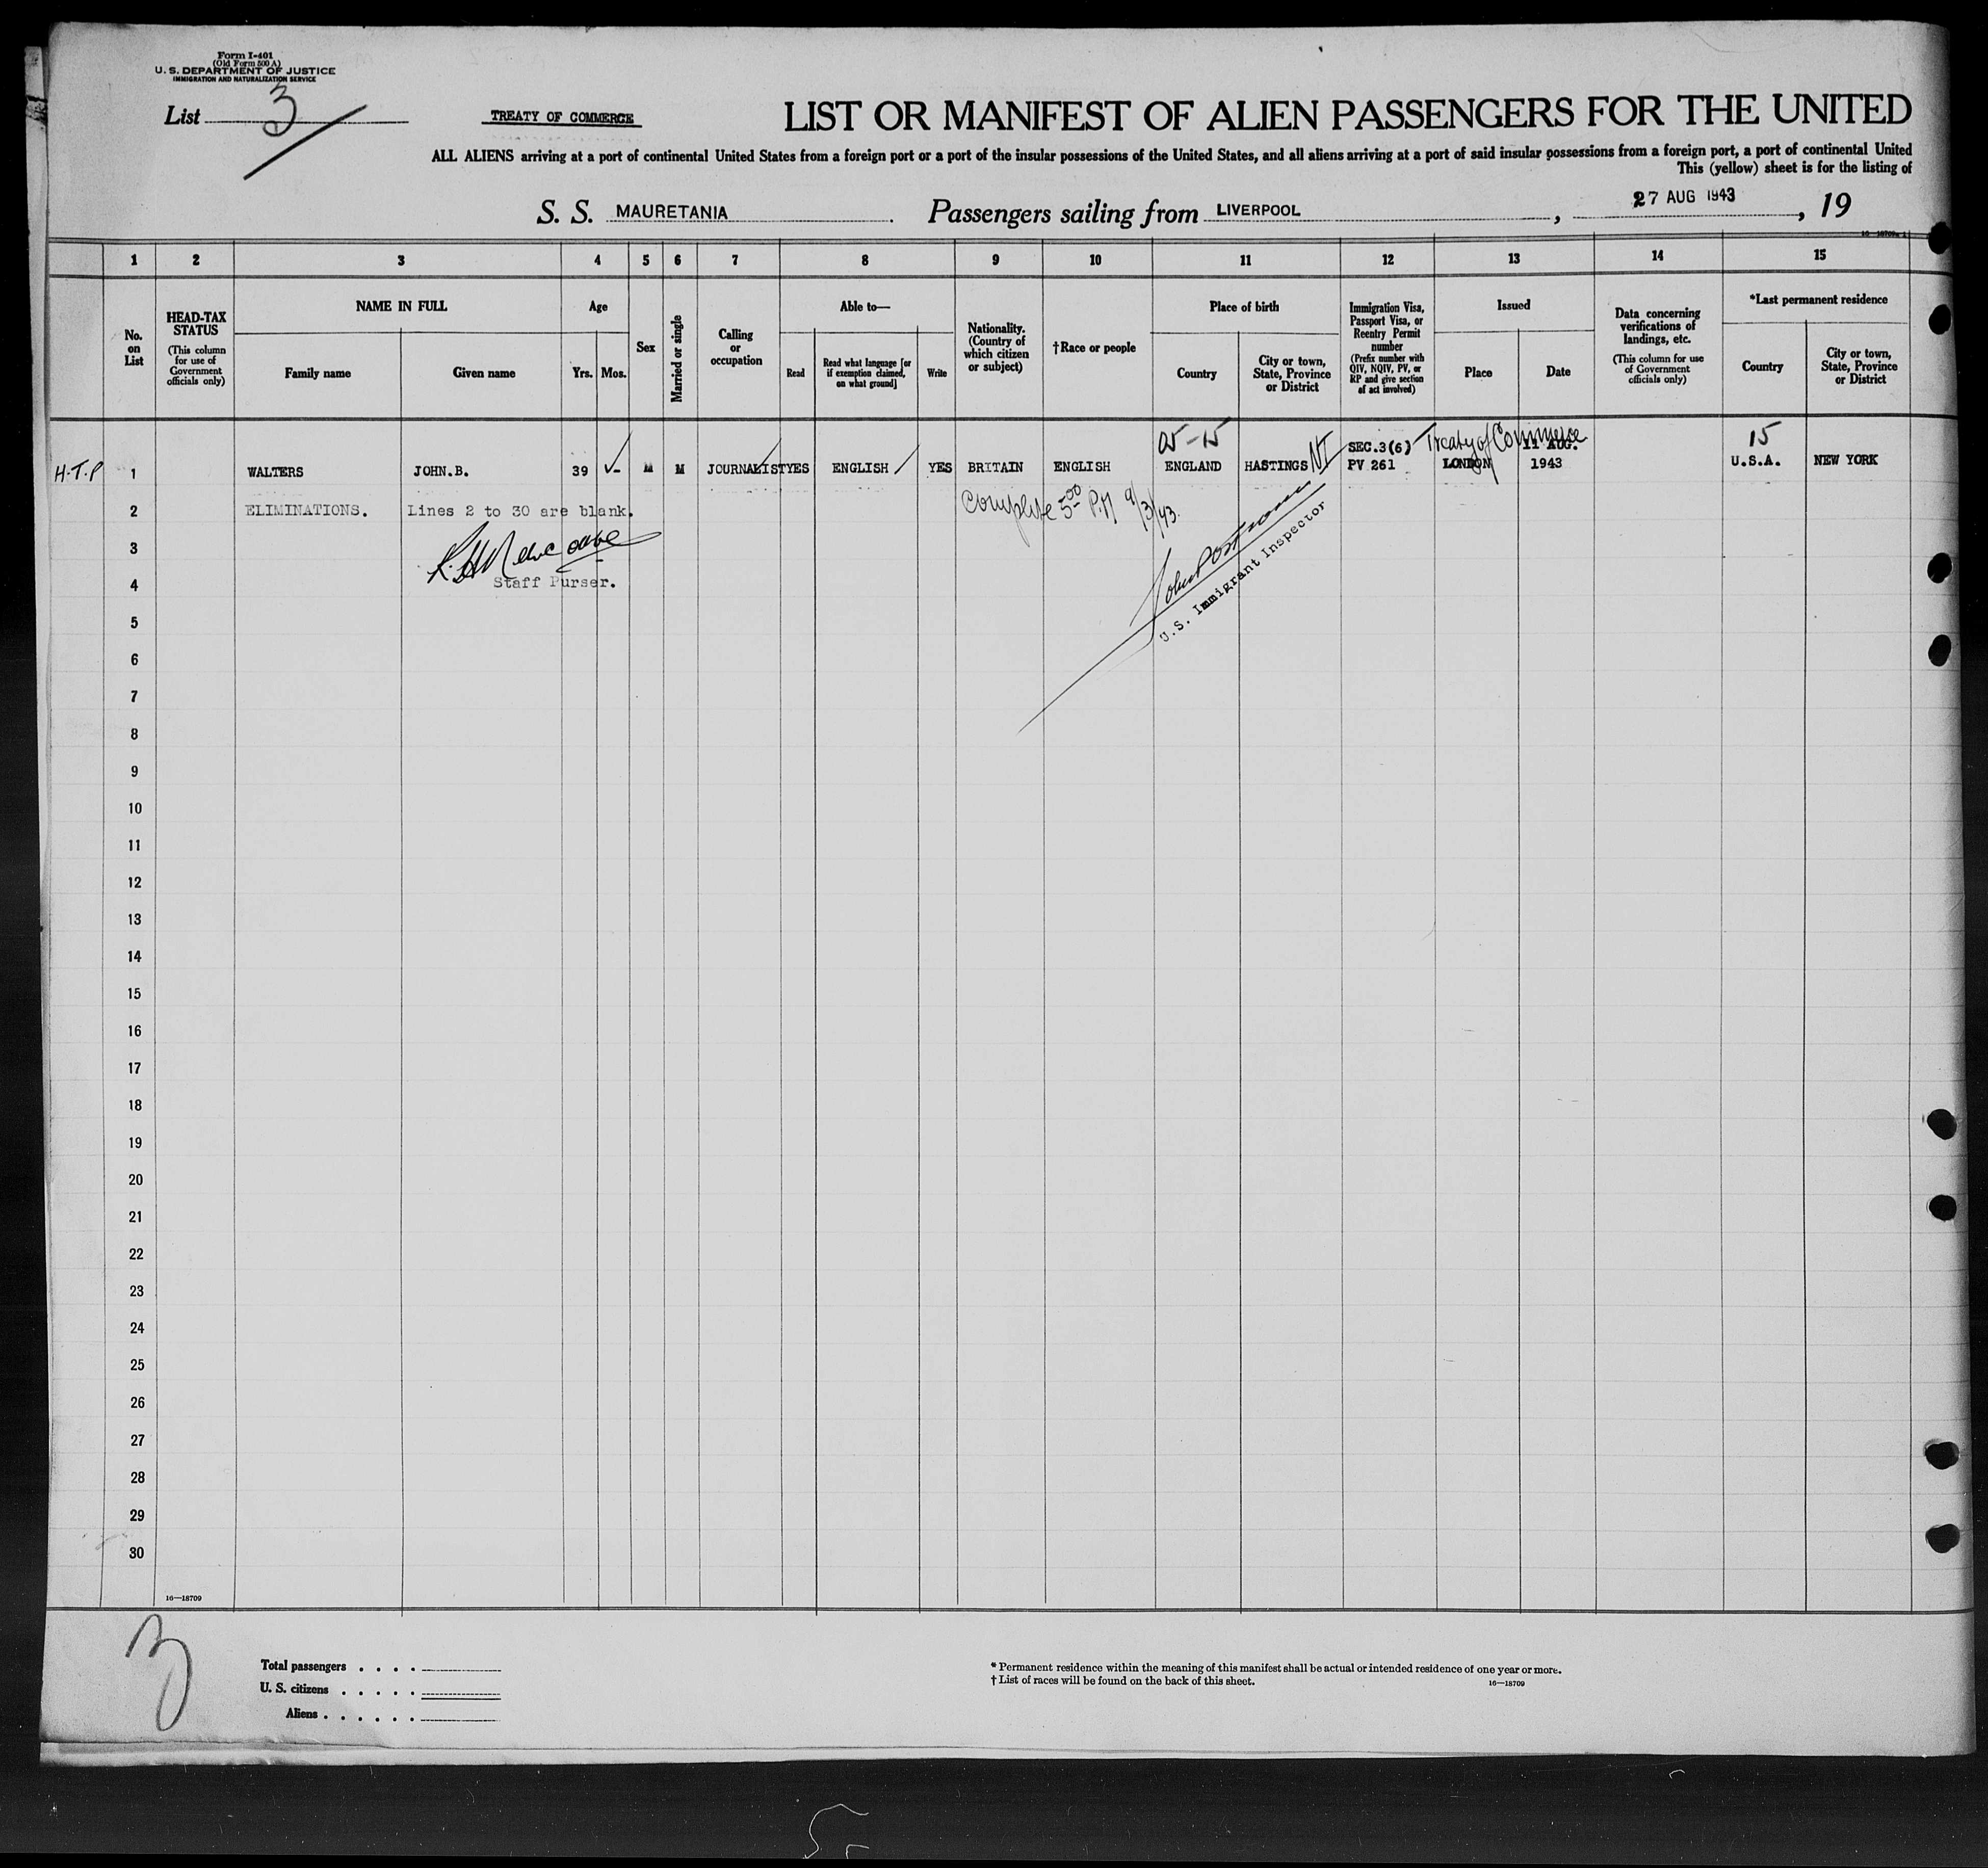 Form I-401
(Old Form 500 A)
U. S. DEPARTMENT OF JUSTICE
IMMIGRATION AND NATURALIZATION SERVICE
List 3
TREATY OF COMMERCE
LIST OR MANIFEST OF ALIEN PASSENGERS FOR THE UNITED
ALL ALIENS arriving at a port of continental United States from a foreign port or a port of the insular possessions of the United States, and all aliens arriving at a port of said insular possessions from a foreign port, a port of continental United
This (yellow) sheet is for the listing of
S. S. MAURETANIA . Passengers sailing from LIVERPOOL , 27 AUG 1943 , 19
1 2 3 4 5 6 7 8 9 10 11 12 13 14 15
No. on List
HEAD-TAX STATUS (This column for use of Government officials only)
NAME IN FULL
Family name
Given name
Age
Yrs.
Mos.
Sex
Married or single
Calling or occupation
Able to—
Read
Read what language [or if exemption claimed, on what ground]
Write
Nationality. (Country of which citizen or subject)
†Race or people
Place of birth
Country
City or town, State, Province or District
Immigration Visa, Passport Visa, or Reentry Permit number (Prefix number with QIV, NQIV, PV, or RP and give section of act involved)
Issued
Place
Date
Data concerning verifications of landings, etc. (This column for use of Government officials only)
*Last permanent residence
Country
City or town, State, Province or District
SEC.3(6) Treaty of Commerce 11 AUG. 15
H.T.P 1 WALTERS JOHN.B. 39 M M JOURNALIST YES ENGLISH YES BRITAIN ENGLISH ENGLAND HASTINGS NI PV 261 LONDON 1943 U.S.A. NEW YORK
2 ELIMINATIONS. Lines 2 to 30 are blank. Complete 5 00 P.M 9/3/43.
3
4 Staff Purser.
U.S. Immigrant Inspector
5
6
7
8
9
10
11
12
13
14
15
16
17
18
19
20
21
22
23
24
25
26
27
28
29
30
16—18709
3
Total passengers . . . .
U. S. citizens . . . . .
Aliens . . . . . .
* Permanent residence within the meaning of this manifest shall be actual or intended residence of one year or more.
† List of races will be found on the back of this sheet.
16—18709